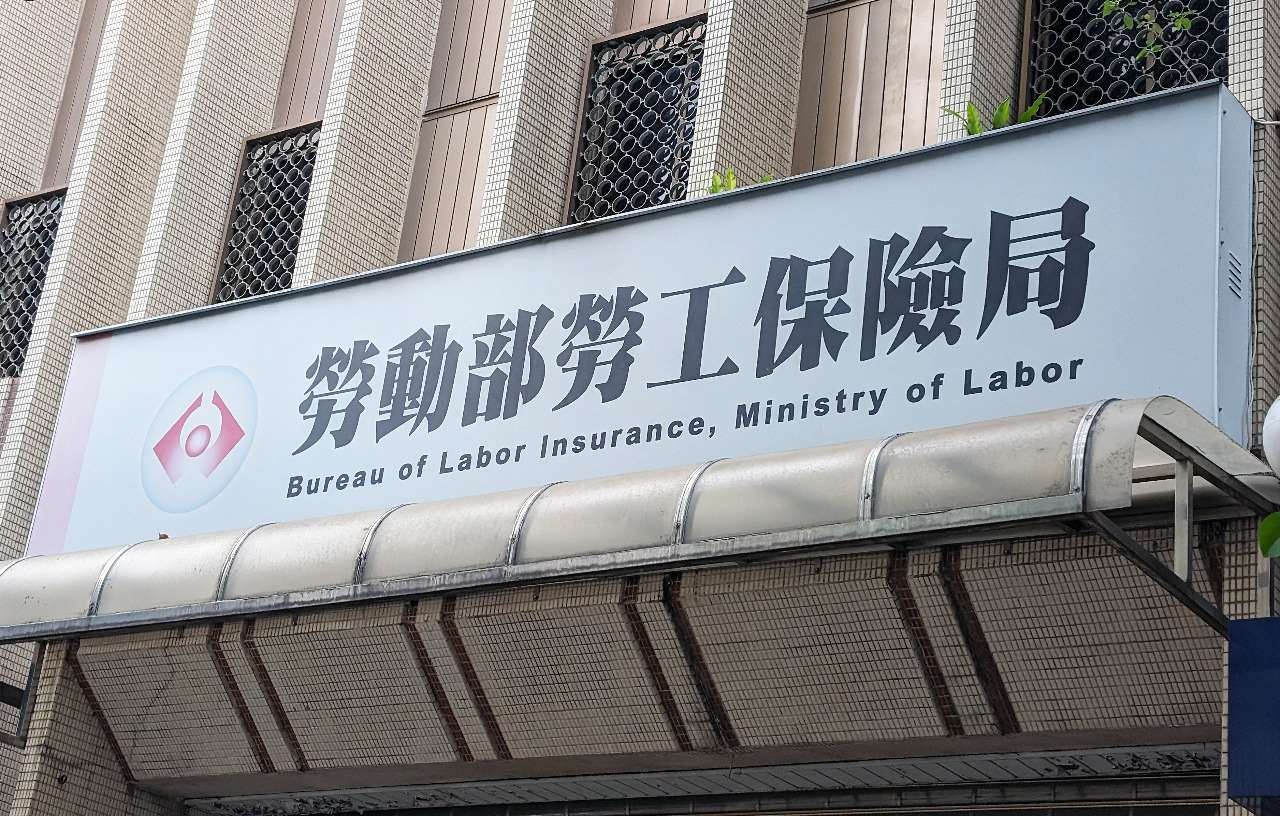 勞動部勞工保險局
Bureau of Labor Insurance, Ministry of Labor